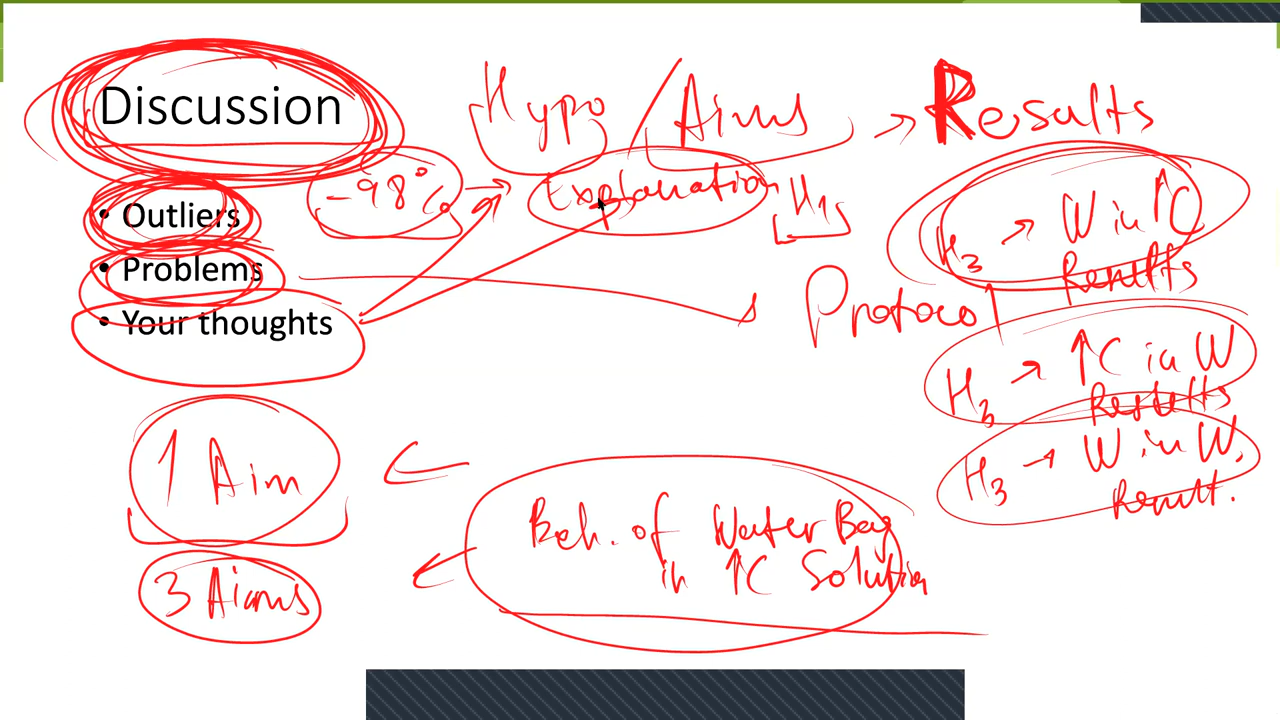 Discussion
Hypo / Aims → Results
• Outliers
-98% → Explanation
• Problems
Protocol
• Your thoughts
H3 → W in ↑C
Results
H3 → ↑C in W
Results
H3 → W in W.
Result.
1 Aim
3 Aims
Beh. of Water Bag
in ↑C Solution